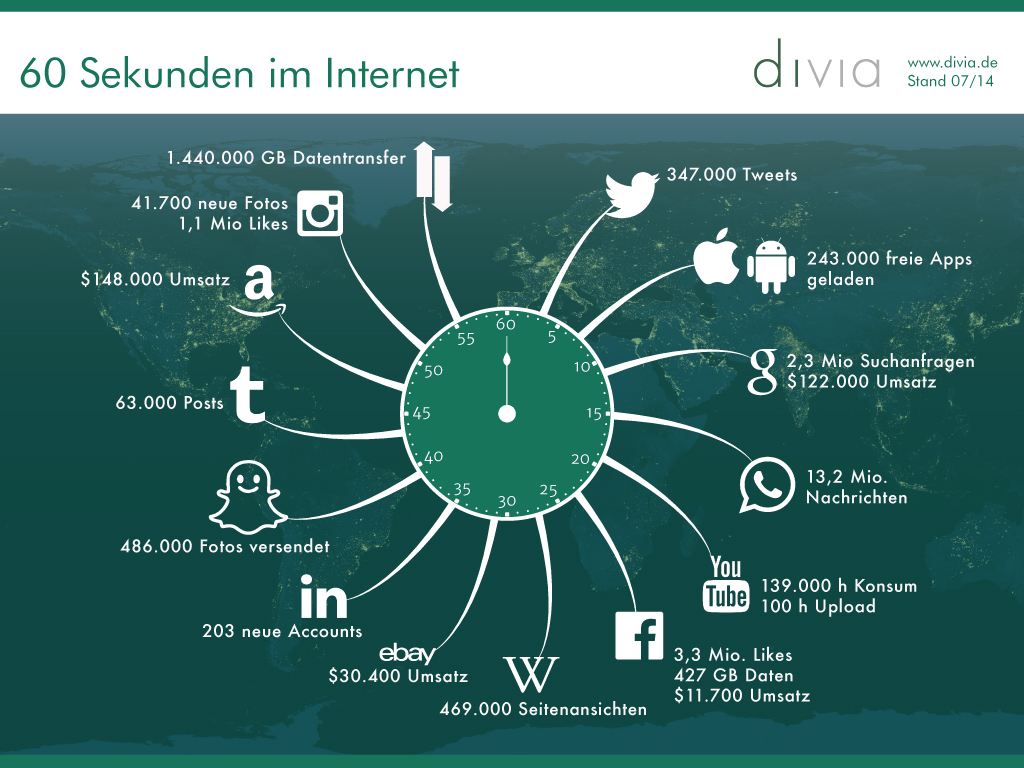 60 Sekunden im Internet
divia
www.divia.de
Stand 07/14
1.440.000 GB Datentransfer
347.000 Tweets
41.700 neue Fotos
1,1 Mio Likes
243.000 freie Apps
geladen
a
$148.000 Umsatz
g
2,3 Mio Suchanfragen
$122.000 Umsatz
t
63.000 Posts
13,2 Mio.
Nachrichten
486.000 Fotos versendet
You
Tube
139.000 h Konsum
100 h Upload
in
203 neue Accounts
f
3,3 Mio. Likes
427 GB Daten
$11.700 Umsatz
ebay
$30.400 Umsatz
W
469.000 Seitenansichten
60
5
10
15
20
25
30
35
40
45
50
55